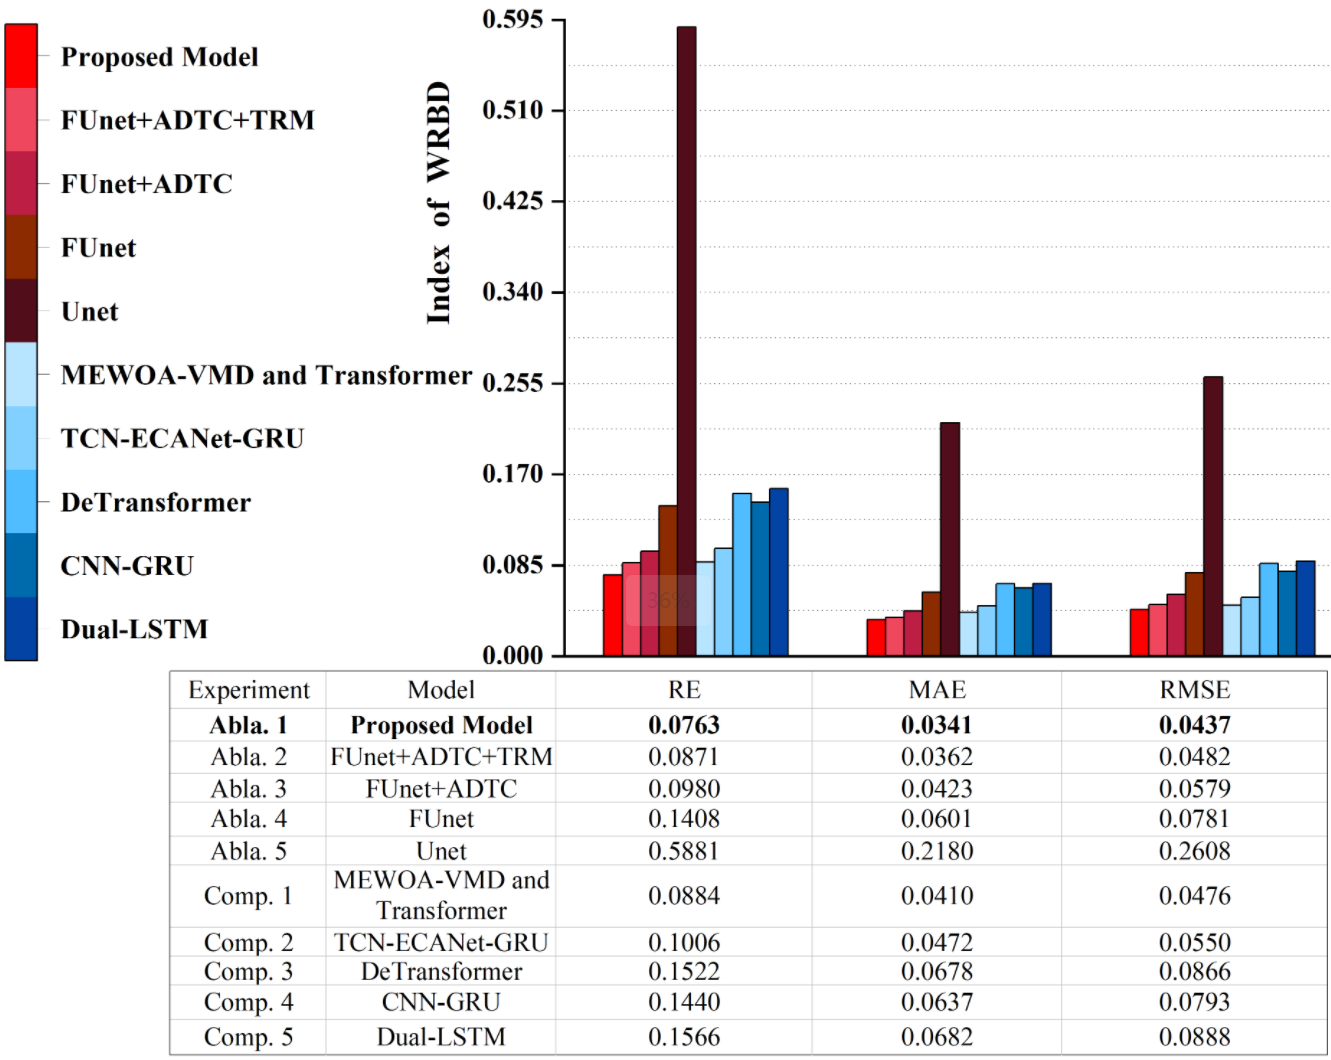 Proposed Model
FUnet+ADTC+TRM
FUnet+ADTC
FUnet
Unet
MEWOA-VMD and Transformer
TCN-ECANet-GRU
DeTransformer
CNN-GRU
Dual-LSTM
Index of WRBD
0.595
0.510
0.425
0.340
0.255
0.170
0.085
0.000
36%
Experiment Model RE MAE RMSE
Abla. 1 Proposed Model 0.0763 0.0341 0.0437
Abla. 2 FUnet+ADTC+TRM 0.0871 0.0362 0.0482
Abla. 3 FUnet+ADTC 0.0980 0.0423 0.0579
Abla. 4 FUnet 0.1408 0.0601 0.0781
Abla. 5 Unet 0.5881 0.2180 0.2608
Comp. 1 MEWOA-VMD and
Transformer 0.0884 0.0410 0.0476
Comp. 2 TCN-ECANet-GRU 0.1006 0.0472 0.0550
Comp. 3 DeTransformer 0.1522 0.0678 0.0866
Comp. 4 CNN-GRU 0.1440 0.0637 0.0793
Comp. 5 Dual-LSTM 0.1566 0.0682 0.0888